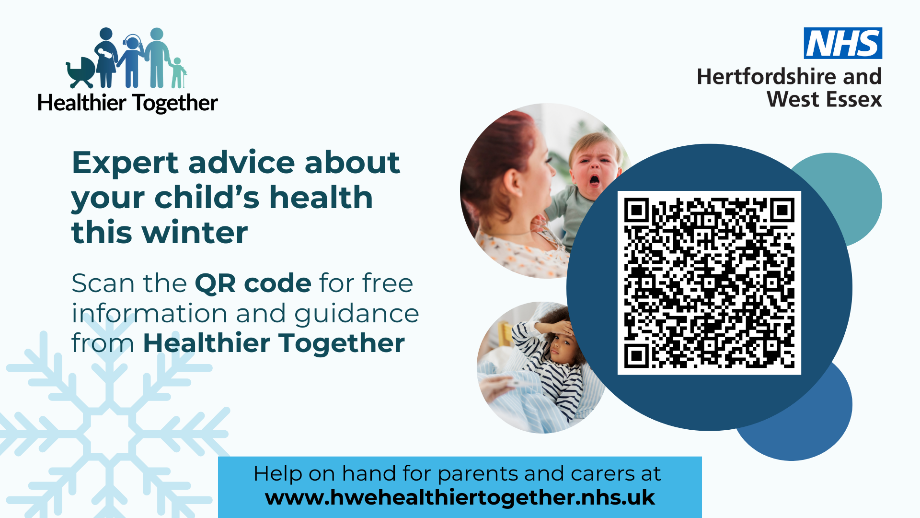 Healthier Together
NHS
Hertfordshire and
West Essex
Expert advice about
your child's health
this winter
Scan the QR code for free
information and guidance
from Healthier Together
Help on hand for parents and carers at
www.hwehealthiertogether.nhs.uk